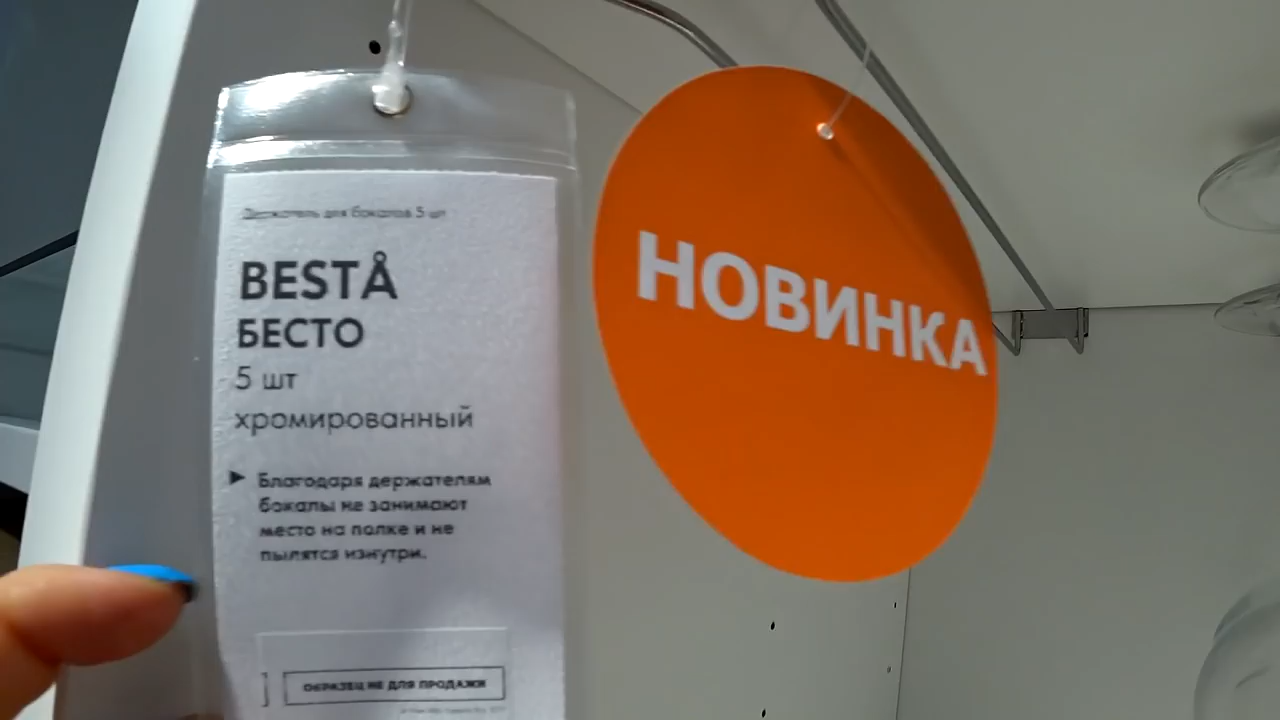 Держатель для бокалов 5 шт
BESTÅ
БЕСТО
5 шт
хромированный
▶ Благодаря держателям
бокалы не занимают
место на полке и не
пылятся изнутри.
ОБРАЗЕЦ НЕ ДЛЯ ПРОДАЖИ
НОВИНКА